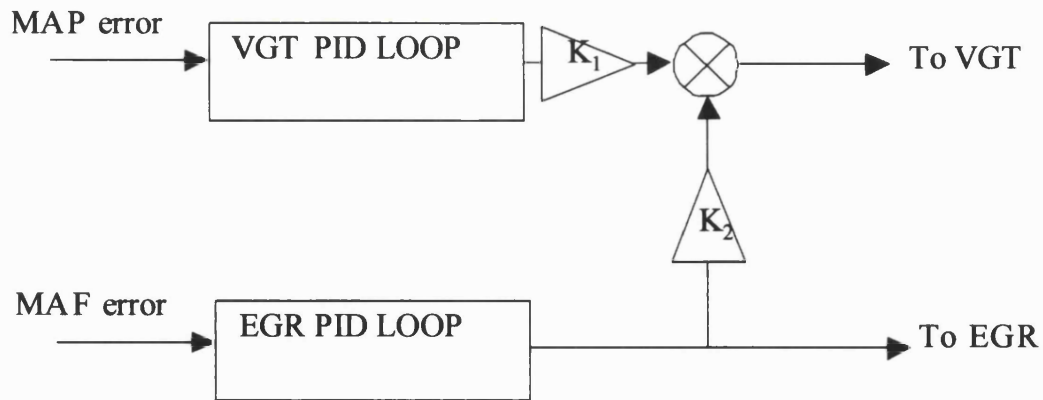 MAP error
VGT PID LOOP
K₁
To VGT
K₂
MAF error
EGR PID LOOP
To EGR